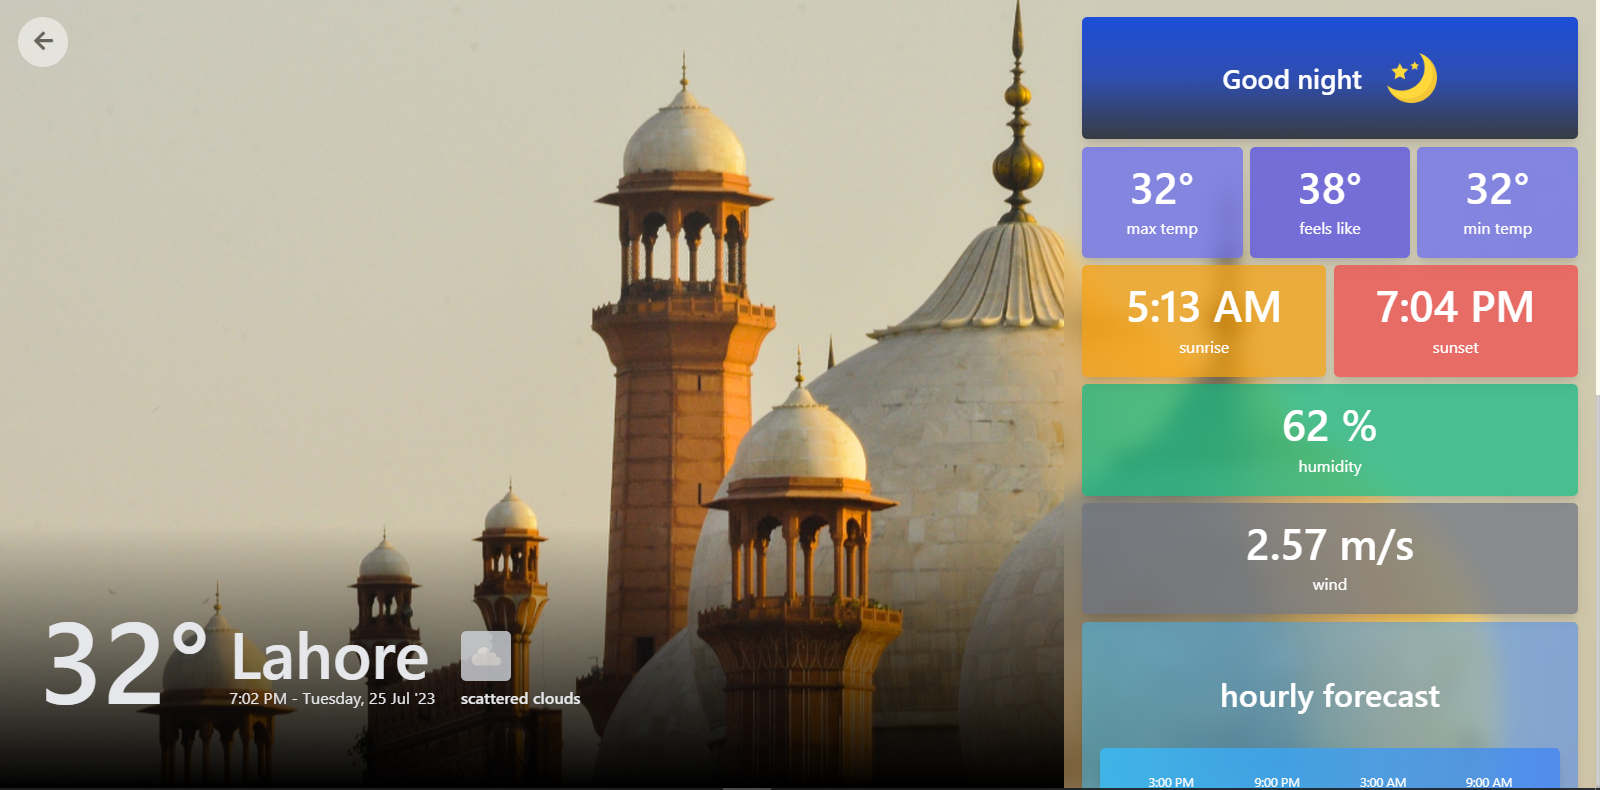 32°
Lahore
7:02 PM - Tuesday, 25 Jul '23
scattered clouds
Good night
32°
max temp
38°
feels like
32°
min temp
5:13 AM
sunrise
7:04 PM
sunset
62 %
humidity
2.57 m/s
wind
hourly forecast
3:00 PM 9:00 PM 3:00 AM 9:00 AM